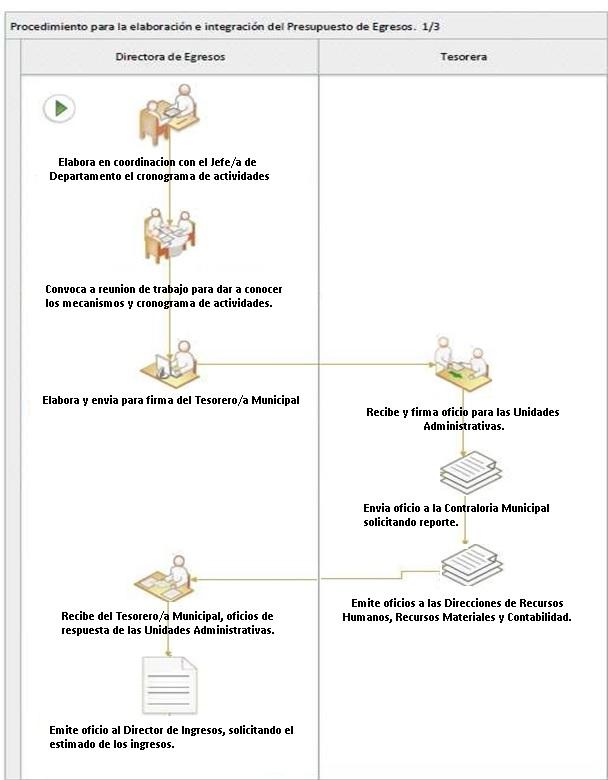 Procedimiento para la elaboración e integración del Presupuesto de Egresos. 1/3
Directora de Egresos
Tesorera
Elabora en coordinacion con el Jefe/a de
Departamento el cronograma de actividades
Convoca a reunion de trabajo para dar a conocer
los mecanismos y cronograma de actividades.
Elabora y envia para firma del Tesorero/a Municipal
Recibe y firma oficio para las Unidades
Administrativas.
Envia oficio a la Contraloria Municipal
solicitando reporte.
Emite oficios a las Direcciones de Recursos
Humanos, Recursos Materiales y Contabilidad.
Recibe del Tesorero/a Municipal, oficios de
respuesta de las Unidades Administrativas.
Emite oficio al Director de Ingresos, solicitando el
estimado de los ingresos.